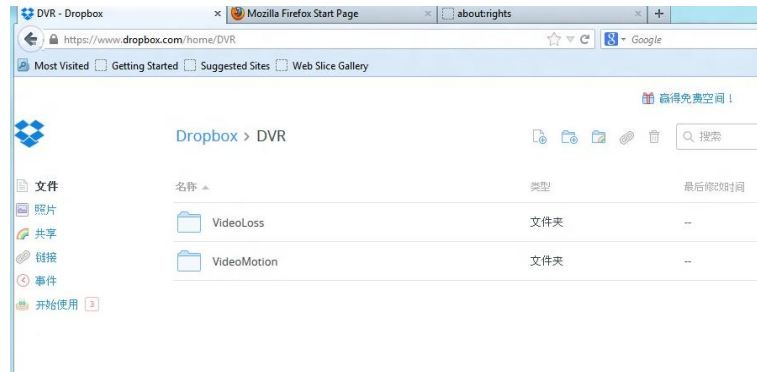 DVR - Dropbox
Mozilla Firefox Start Page
about:rights
https://www.dropbox.com/home/DVR
Google
Most Visited Getting Started Suggested Sites Web Slice Gallery
赢得免费空间！
Dropbox > DVR
搜索
文件
名称 类型 最后修改时间
照片
VideoLoss 文件夹 --
共享
链接
VideoMotion 文件夹 --
事件
开始使用 3